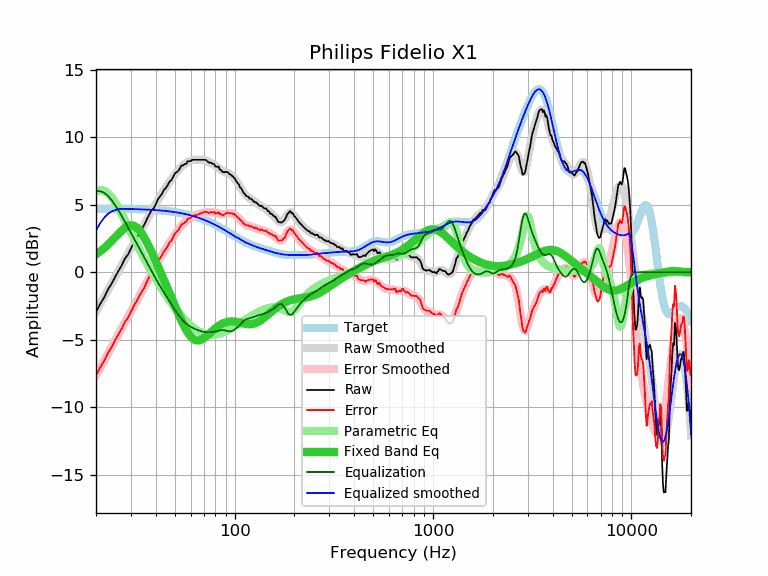 Philips Fidelio X1
15
10
5
0
−5
−10
−15
Amplitude (dBr)
Target
Raw Smoothed
Error Smoothed
Raw
Error
Parametric Eq
Fixed Band Eq
Equalization
Equalized smoothed
100
1000
10000
Frequency (Hz)